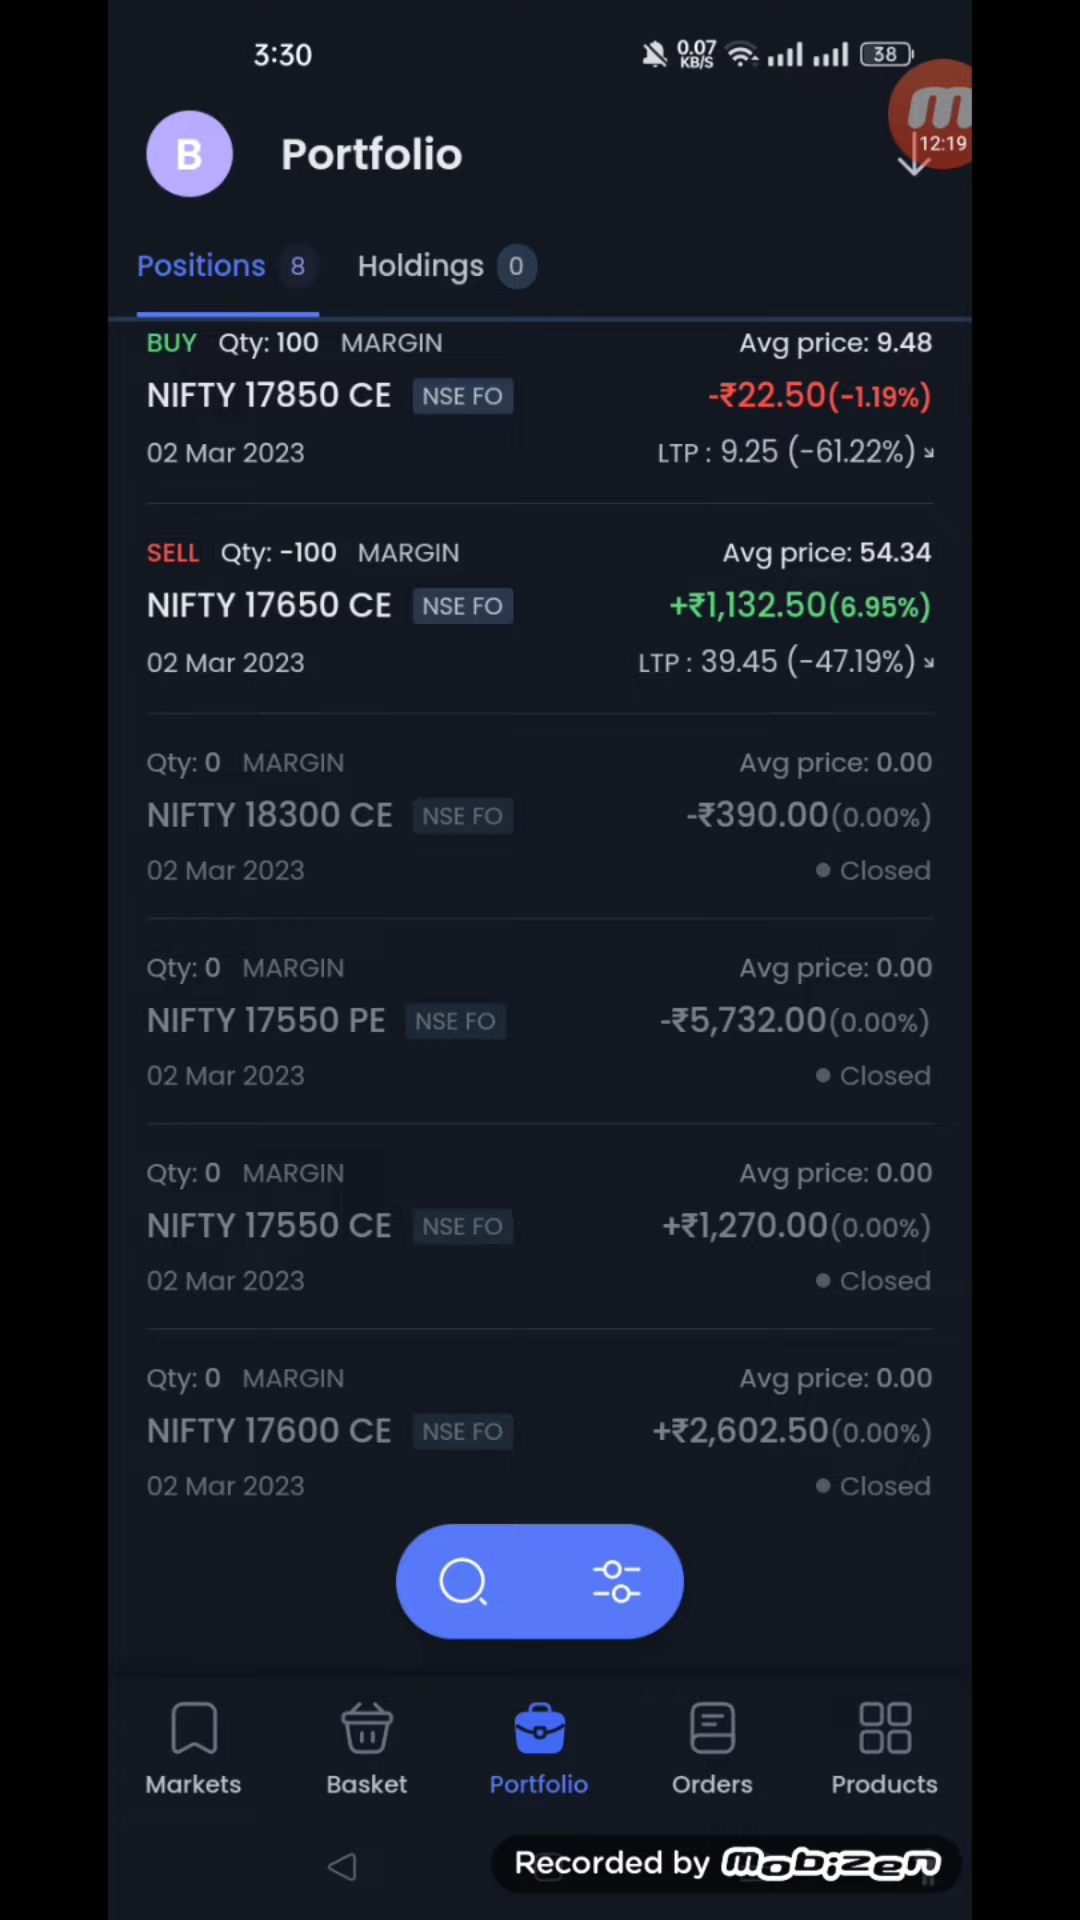 3:30 0.07 KB/S 38
12:19
B Portfolio
Positions 8 Holdings 0
BUY Qty: 100 MARGIN Avg price: 9.48
NIFTY 17850 CE NSE FO -₹22.50(-1.19%)
02 Mar 2023 LTP : 9.25 (-61.22%)
SELL Qty: -100 MARGIN Avg price: 54.34
NIFTY 17650 CE NSE FO +₹1,132.50(6.95%)
02 Mar 2023 LTP : 39.45 (-47.19%)
Qty: 0 MARGIN Avg price: 0.00
NIFTY 18300 CE NSE FO -₹390.00(0.00%)
02 Mar 2023 Closed
Qty: 0 MARGIN Avg price: 0.00
NIFTY 17550 PE NSE FO -₹5,732.00(0.00%)
02 Mar 2023 Closed
Qty: 0 MARGIN Avg price: 0.00
NIFTY 17550 CE NSE FO +₹1,270.00(0.00%)
02 Mar 2023 Closed
Qty: 0 MARGIN Avg price: 0.00
NIFTY 17600 CE NSE FO +₹2,602.50(0.00%)
02 Mar 2023 Closed
Markets Basket Portfolio Orders Products
Recorded by mobizen